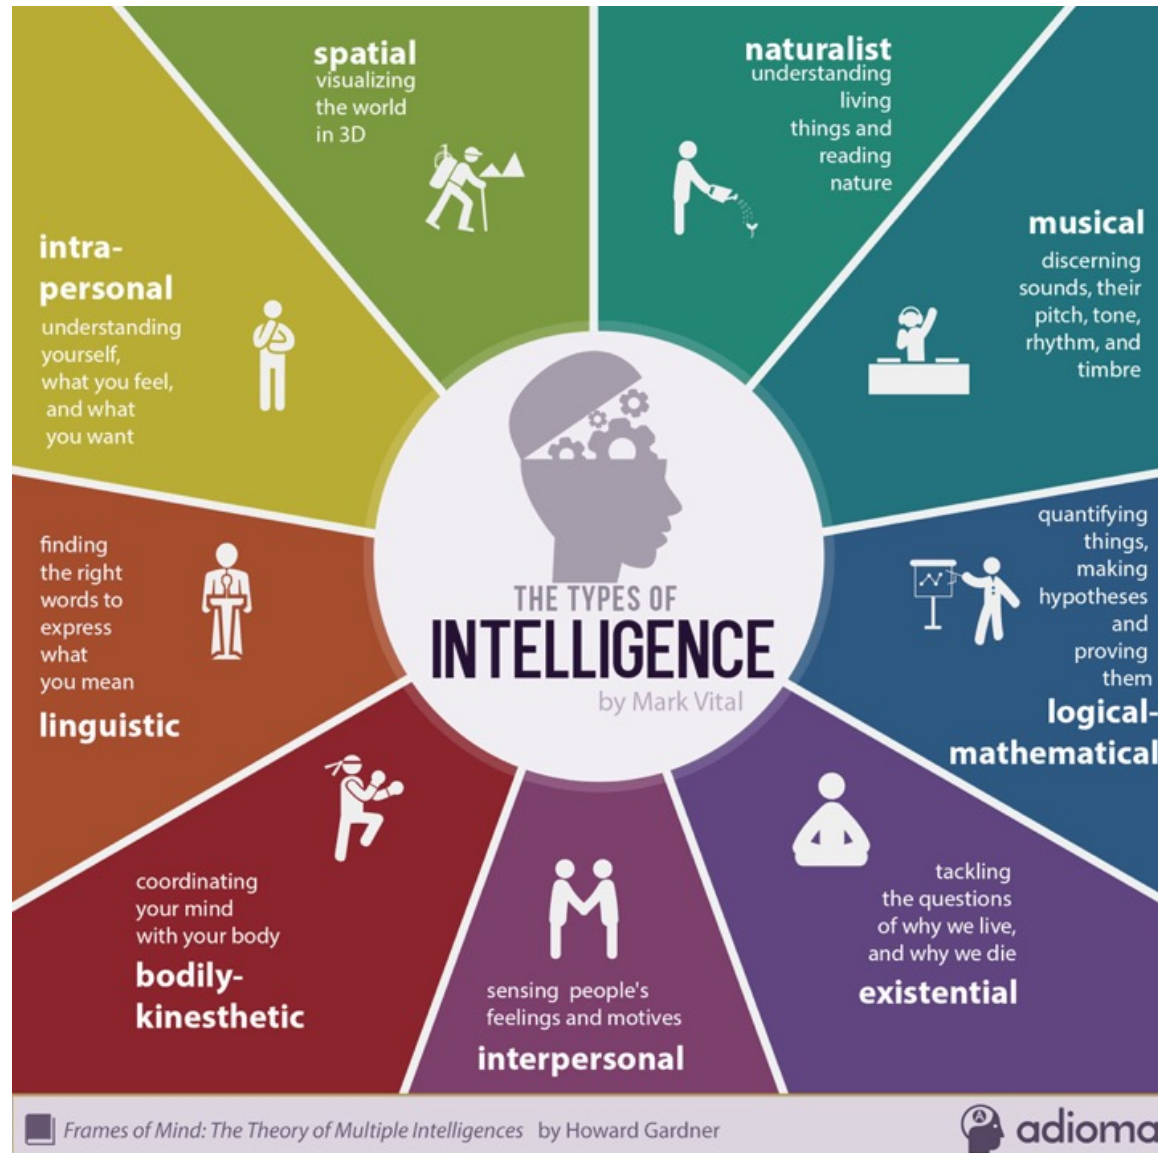 spatial
visualizing
the world
in 3D
naturalist
understanding
living
things and
reading
nature
musical
discerning
sounds, their
pitch, tone,
rhythm, and
timbre
intra-
personal
understanding
yourself,
what you feel,
and what
you want
quantifying
things,
making
hypotheses
and
proving
them
logical-
mathematical
finding
the right
words to
express
what
you mean
linguistic
THE TYPES OF
INTELLIGENCE
by Mark Vital
coordinating
your mind
with your body
bodily-
kinesthetic
sensing people's
feelings and motives
interpersonal
tackling
the questions
of why we live,
and why we die
existential
Frames of Mind: The Theory of Multiple Intelligences by Howard Gardner
A
adioma